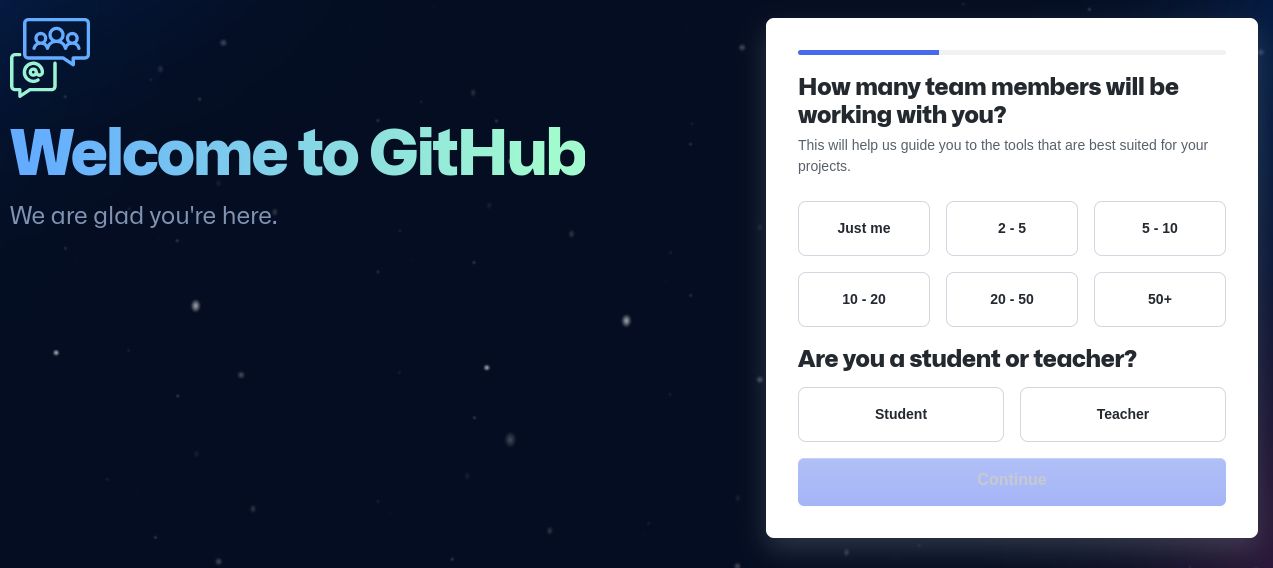 Welcome to GitHub
We are glad you're here.
How many team members will be
working with you?
This will help us guide you to the tools that are best suited for your
projects.
Just me
2 - 5
5 - 10
10 - 20
20 - 50
50+
Are you a student or teacher?
Student
Teacher
Continue